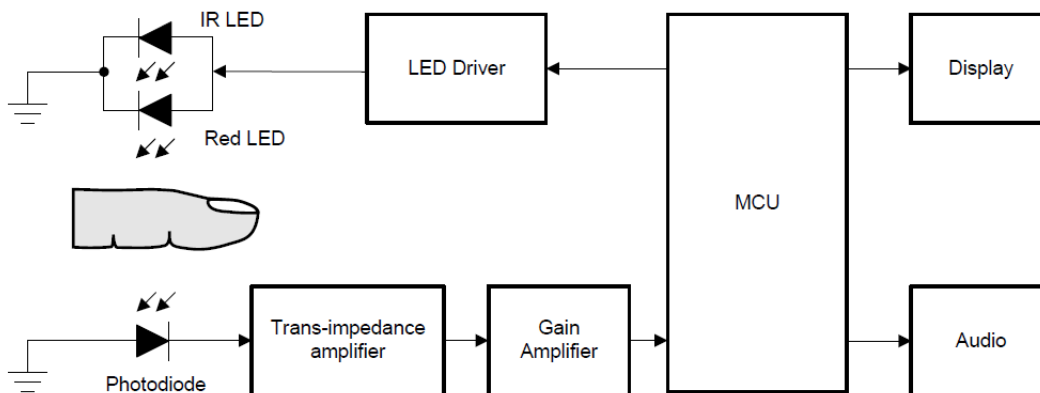 IR LED
Red LED
LED Driver
MCU
Display
Photodiode
Trans-impedance
amplifier
Gain
Amplifier
Audio